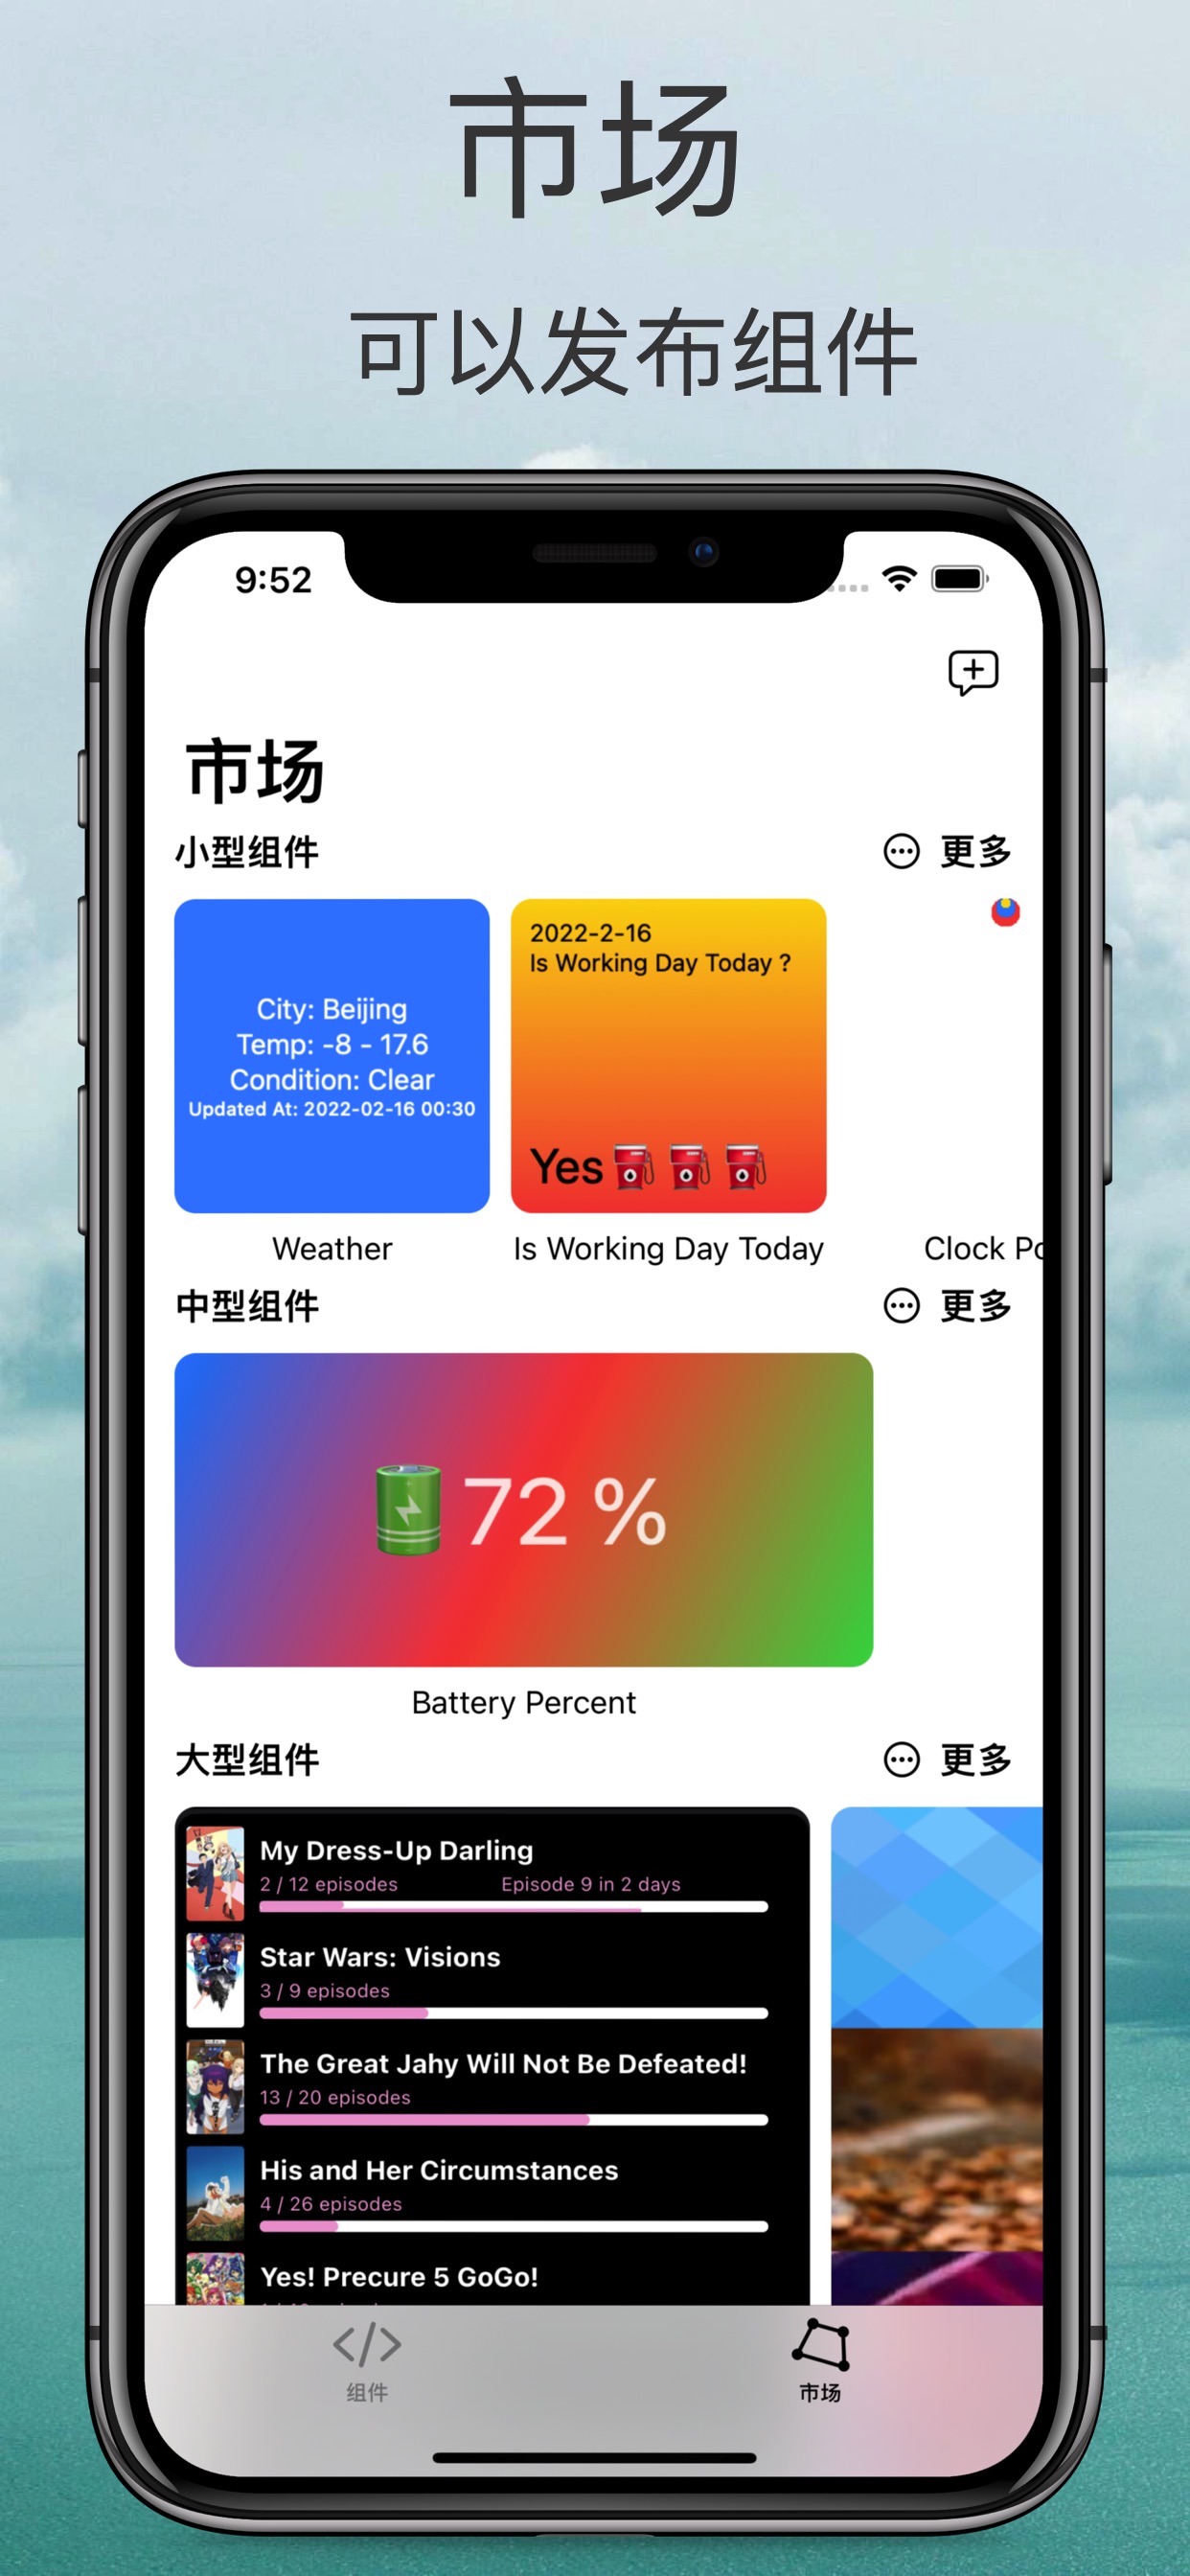 市场
可以发布组件
9:52
市场
小型组件
更多
City: Beijing
Temp: -8 - 17.6
Condition: Clear
Updated At: 2022-02-16 00:30
2022-2-16
Is Working Day Today ?
Yes
Weather
Is Working Day Today
Clock
中型组件
更多
72 %
Battery Percent
大型组件
更多
My Dress-Up Darling
2 / 12 episodes
Episode 9 in 2 days
Star Wars: Visions
3 / 9 episodes
The Great Jahy Will Not Be Defeated!
13 / 20 episodes
His and Her Circumstances
4 / 26 episodes
Yes! Precure 5 GoGo!
组件
市场